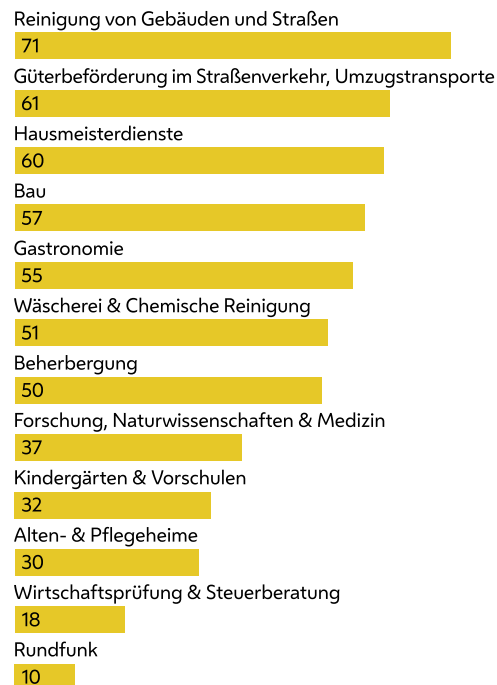 Reinigung von Gebäuden und Straßen
71
Güterbeförderung im Straßenverkehr, Umzugstransporte
61
Hausmeisterdienste
60
Bau
57
Gastronomie
55
Wäscherei & Chemische Reinigung
51
Beherbergung
50
Forschung, Naturwissenschaften & Medizin
37
Kindergärten & Vorschulen
32
Alten- & Pflegeheime
30
Wirtschaftsprüfung & Steuerberatung
18
Rundfunk
10